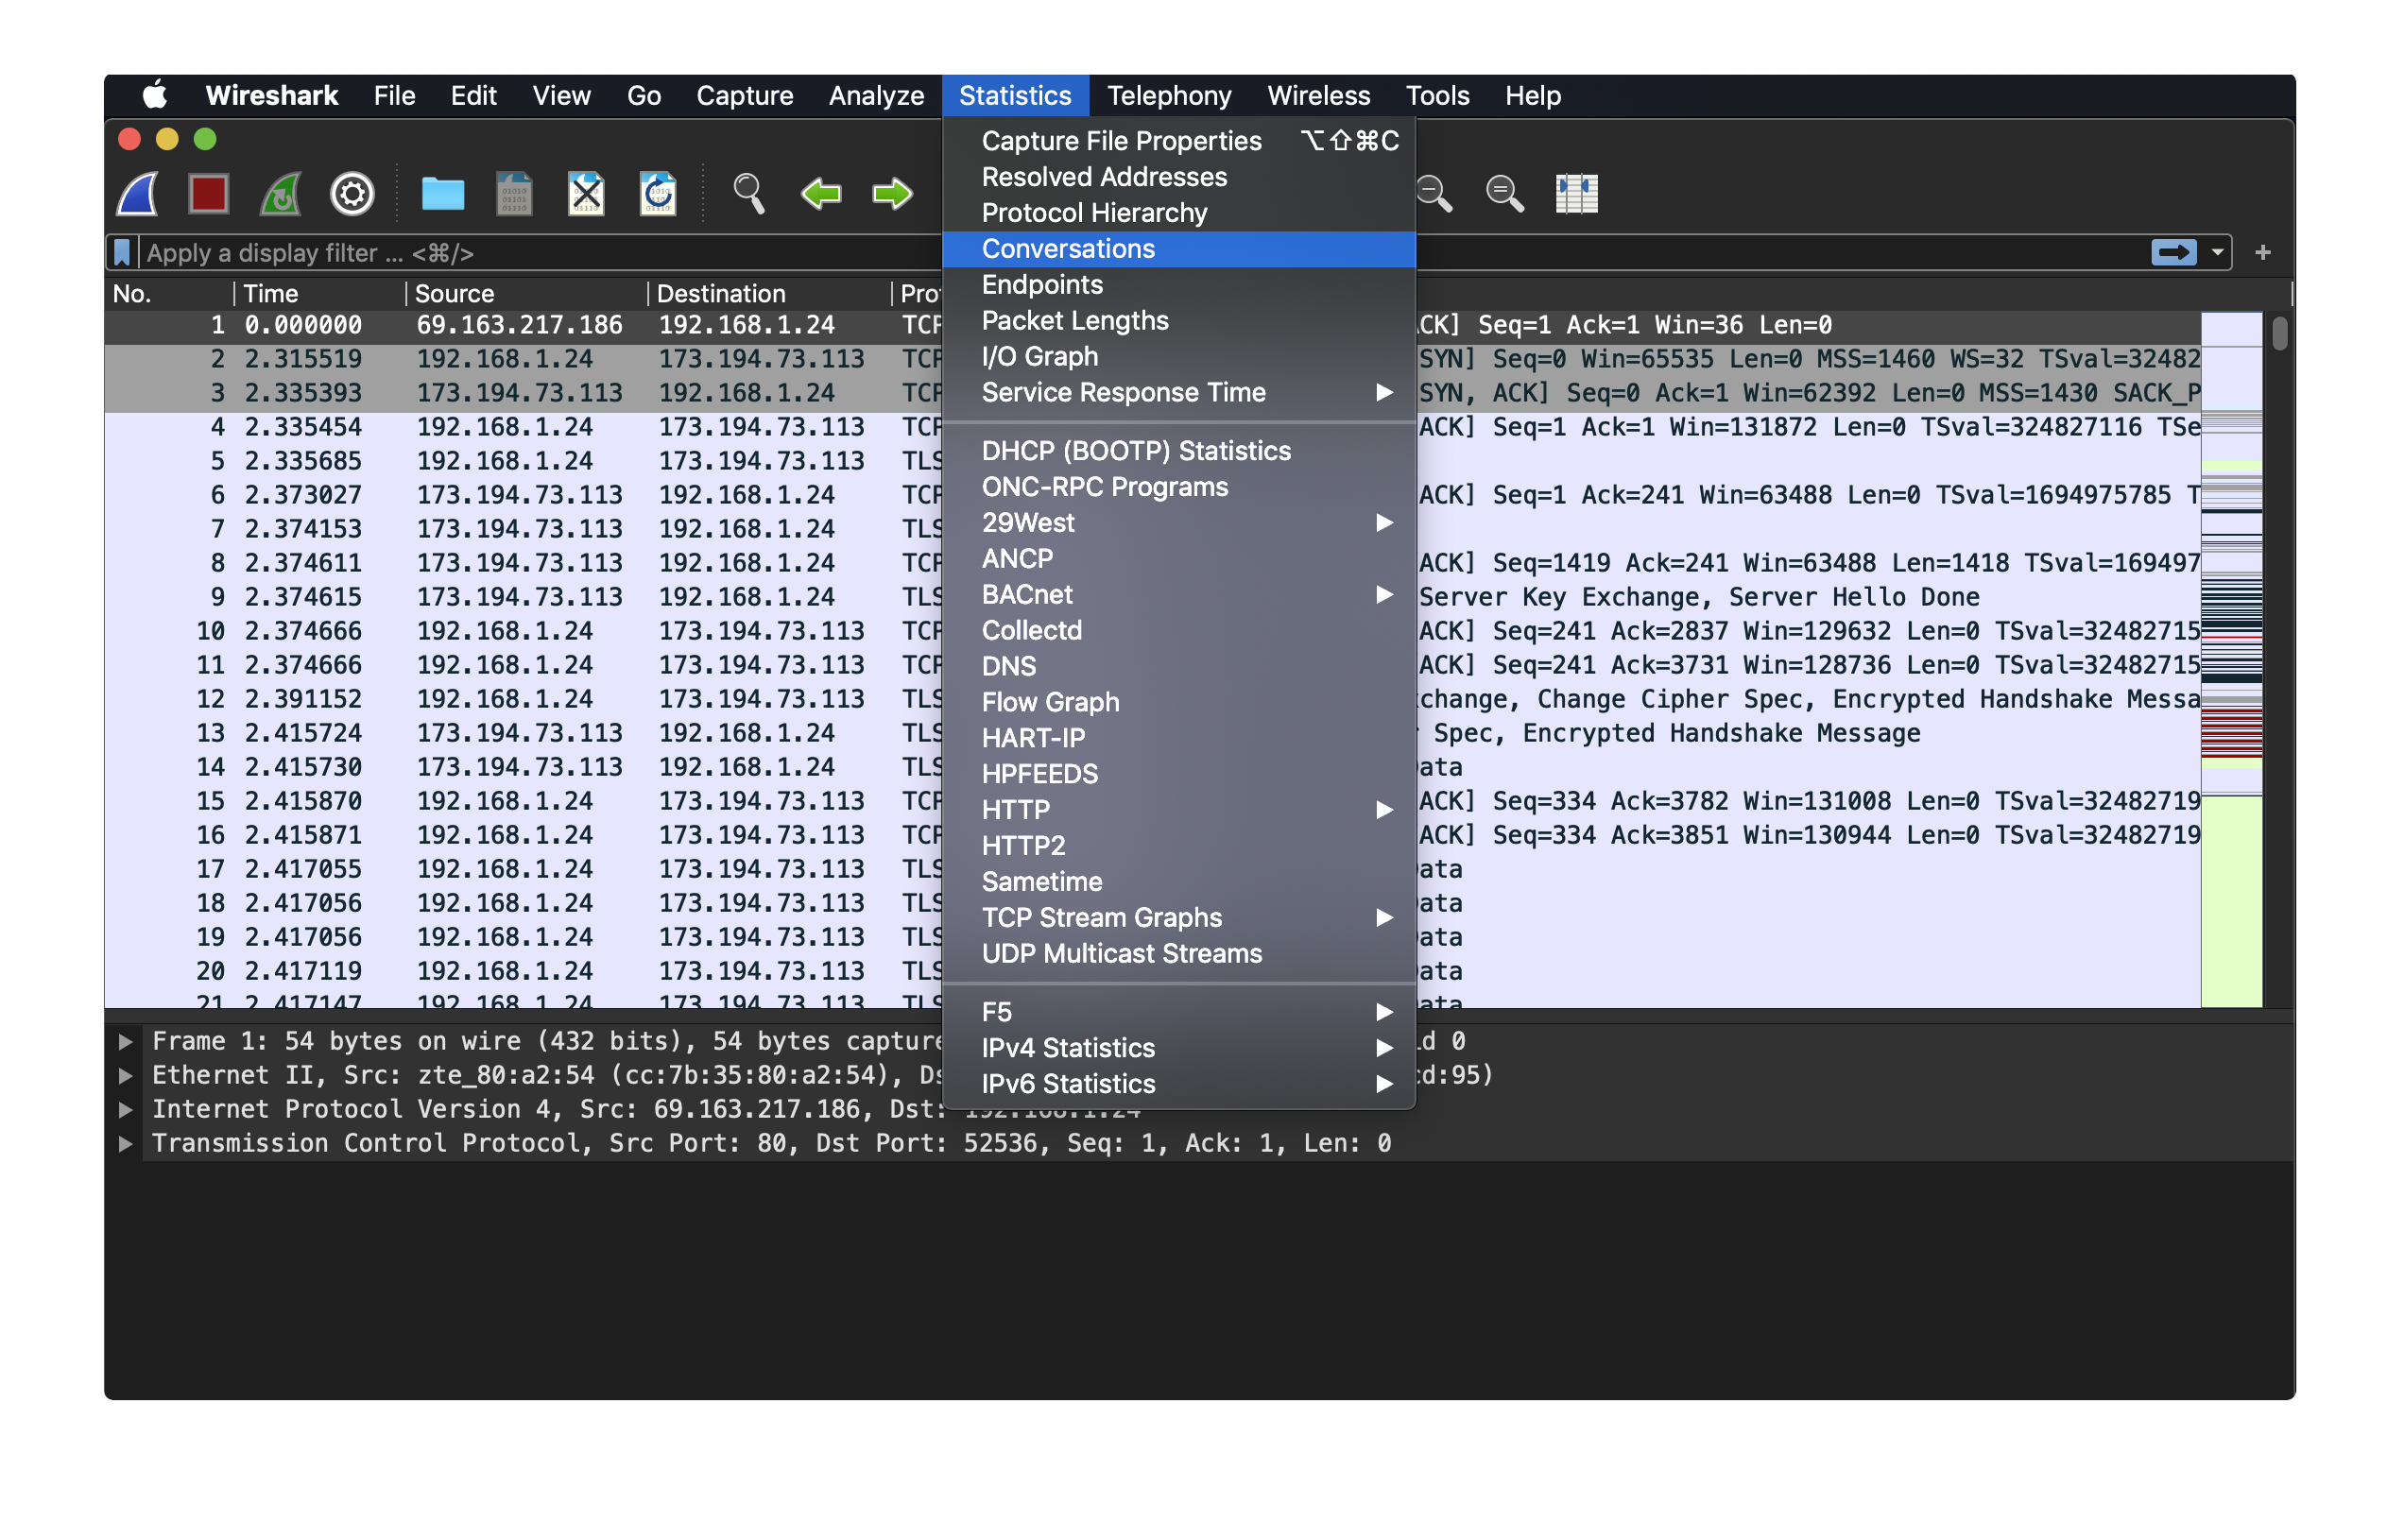 Wireshark File Edit View Go Capture Analyze Statistics Telephony Wireless Tools Help
Capture File Properties ⌥⇧⌘C
Resolved Addresses
Protocol Hierarchy
Conversations
Endpoints
Packet Lengths
I/O Graph
Service Response Time
DHCP (BOOTP) Statistics
ONC-RPC Programs
29West
ANCP
BACnet
Collectd
DNS
Flow Graph
HART-IP
HPFEEDS
HTTP
HTTP2
Sametime
TCP Stream Graphs
UDP Multicast Streams
F5
IPv4 Statistics
IPv6 Statistics
Apply a display filter ... <⌘/>
No. Time Source Destination
1 0.000000 69.163.217.186 192.168.1.24 Seq=1 Ack=1 Win=36 Len=0
2 2.315519 192.168.1.24 173.194.73.113 SYN] Seq=0 Win=65535 Len=0 MSS=1460 WS=32 TSval=32482
3 2.335393 173.194.73.113 192.168.1.24 SYN, ACK] Seq=0 Ack=1 Win=62392 Len=0 MSS=1430 SACK_P
4 2.335454 192.168.1.24 173.194.73.113 ACK] Seq=1 Ack=1 Win=131872 Len=0 TSval=324827116 TSe
5 2.335685 192.168.1.24 173.194.73.113 TLS
6 2.373027 173.194.73.113 192.168.1.24 ACK] Seq=1 Ack=241 Win=63488 Len=0 TSval=1694975785 T
7 2.374153 173.194.73.113 192.168.1.24 TLS
8 2.374611 173.194.73.113 192.168.1.24 ACK] Seq=1419 Ack=241 Win=63488 Len=1418 TSval=169497
9 2.374615 173.194.73.113 192.168.1.24 TLS Server Key Exchange, Server Hello Done
10 2.374666 192.168.1.24 173.194.73.113 ACK] Seq=241 Ack=2837 Win=129632 Len=0 TSval=32482715
11 2.374666 192.168.1.24 173.194.73.113 ACK] Seq=241 Ack=3731 Win=128736 Len=0 TSval=32482715
12 2.391152 192.168.1.24 173.194.73.113 TLS change, Change Cipher Spec, Encrypted Handshake Messa
13 2.415724 173.194.73.113 192.168.1.24 TLS Spec, Encrypted Handshake Message
14 2.415730 173.194.73.113 192.168.1.24 TLS ata
15 2.415870 192.168.1.24 173.194.73.113 ACK] Seq=334 Ack=3782 Win=131008 Len=0 TSval=32482719
16 2.415871 192.168.1.24 173.194.73.113 ACK] Seq=334 Ack=3851 Win=130944 Len=0 TSval=32482719
17 2.417055 192.168.1.24 173.194.73.113 TLS ata
18 2.417056 192.168.1.24 173.194.73.113 TLS ata
19 2.417056 192.168.1.24 173.194.73.113 TLS ata
20 2.417119 192.168.1.24 173.194.73.113 TLS ata
21 2.417147 192.168.1.24 173.194.73.113 TLS ata
Frame 1: 54 bytes on wire (432 bits), 54 bytes capture 0
Ethernet II, Src: zte_80:a2:54 (cc:7b:35:80:a2:54), Ds cd:95)
Internet Protocol Version 4, Src: 69.163.217.186, Dst: 192.168.1.24
Transmission Control Protocol, Src Port: 80, Dst Port: 52536, Seq: 1, Ack: 1, Len: 0